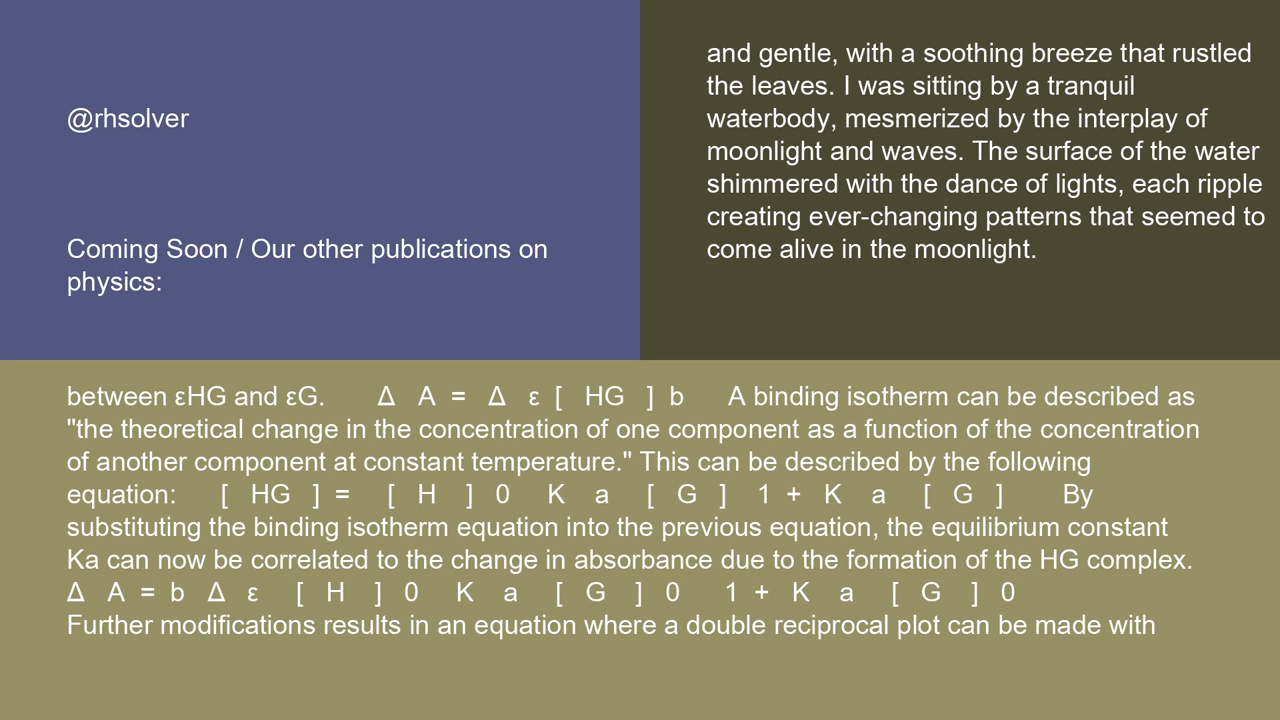 @rhsolver
Coming Soon / Our other publications on
physics:
and gentle, with a soothing breeze that rustled
the leaves. I was sitting by a tranquil
waterbody, mesmerized by the interplay of
moonlight and waves. The surface of the water
shimmered with the dance of lights, each ripple
creating ever-changing patterns that seemed to
come alive in the moonlight.
between εHG and εG. Δ A = Δ ε [ HG ] b A binding isotherm can be described as
"the theoretical change in the concentration of one component as a function of the concentration
of another component at constant temperature." This can be described by the following
equation: [ HG ] = [ H ] 0 K a [ G ] 1 + K a [ G ] By
substituting the binding isotherm equation into the previous equation, the equilibrium constant
Ka can now be correlated to the change in absorbance due to the formation of the HG complex.
Δ A = b Δ ε [ H ] 0 K a [ G ] 0 1 + K a [ G ] 0
Further modifications results in an equation where a double reciprocal plot can be made with